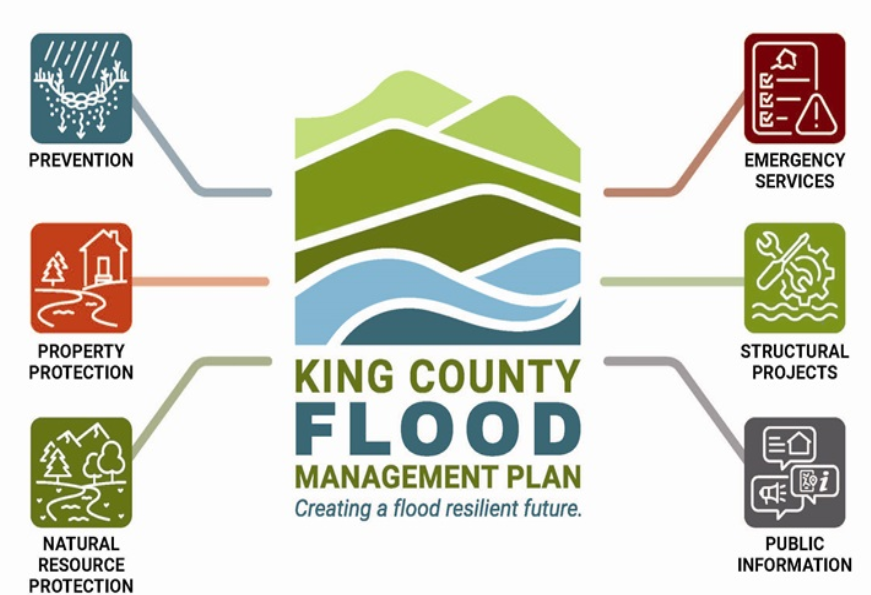 PREVENTION
PROPERTY
PROTECTION
NATURAL
RESOURCE
PROTECTION
KING COUNTY
FLOOD
MANAGEMENT PLAN
Creating a flood resilient future.
EMERGENCY
SERVICES
STRUCTURAL
PROJECTS
PUBLIC
INFORMATION